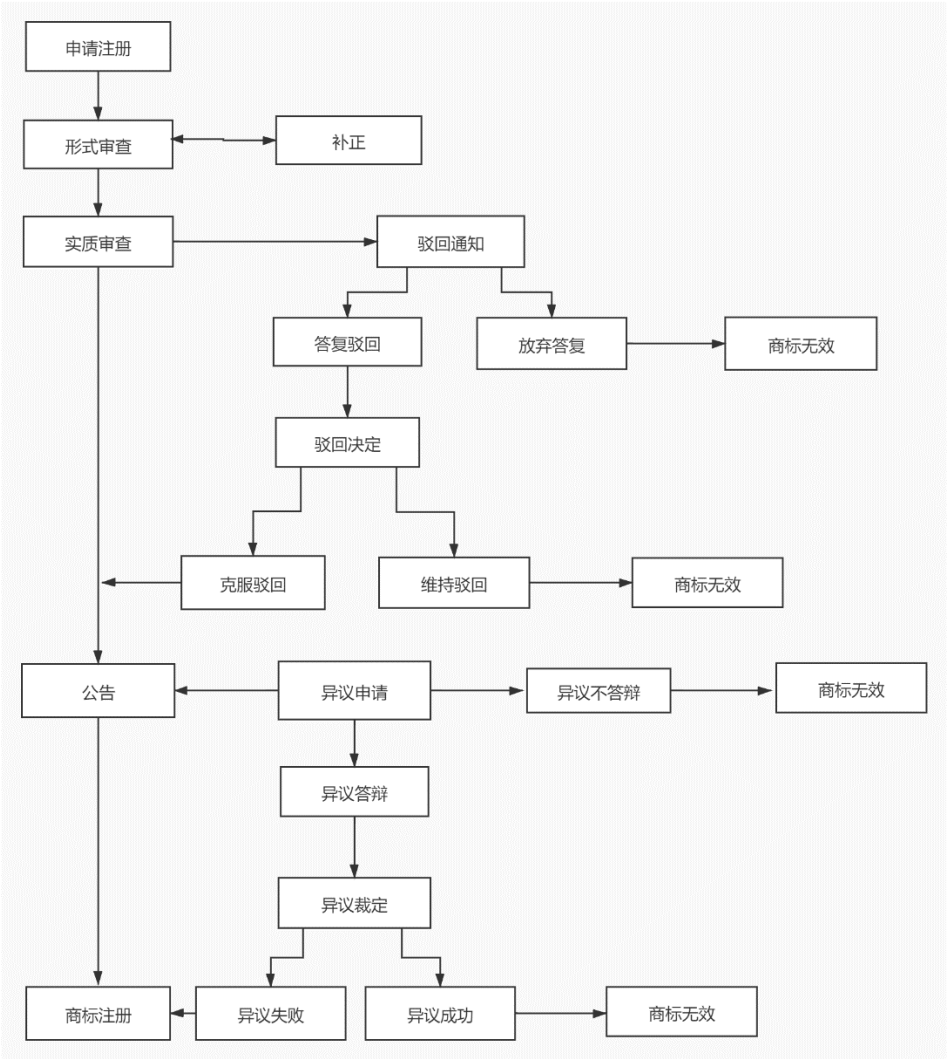 申请注册
形式审查
补正
实质审查
驳回通知
答复驳回
放弃答复
商标无效
驳回决定
克服驳回
维持驳回
商标无效
公告
异议申请
异议不答辩
商标无效
异议答辩
异议裁定
商标注册
异议失败
异议成功
商标无效